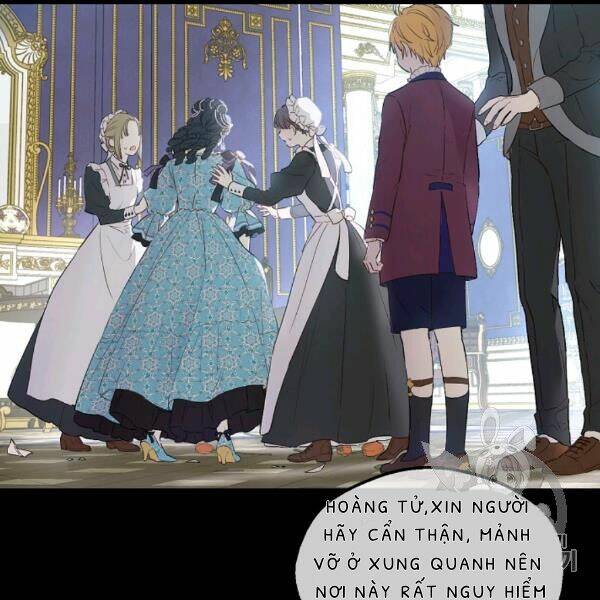 HOÀNG TỬ,XIN NGƯỜI
HÃY CẨN THẬN, MẢNH
VỠ Ở XUNG QUANH NÊN
NƠI NÀY RẤT NGUY HIỂM